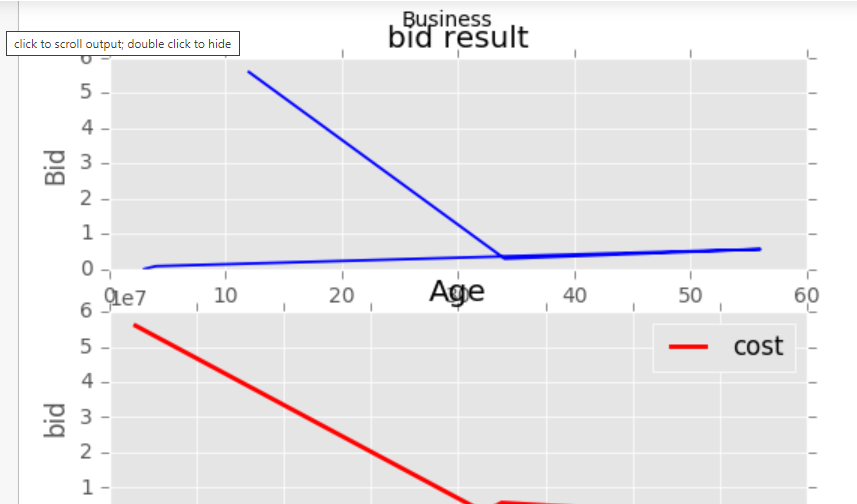 Business
bid result
click to scroll output; double click to hide
6
5
4
3
2
1
0
Bid
0 10 20 30 40 50 60
1e7
Age
6
5
4
3
2
1
bid
cost